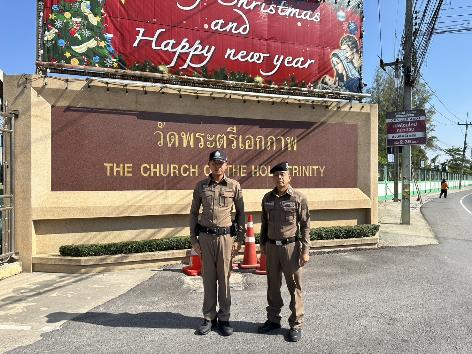 Christmas
and
Happy new year
วัดพระตรีเอกภาพ
THE CHURCH OF THE HOLY TRINITY